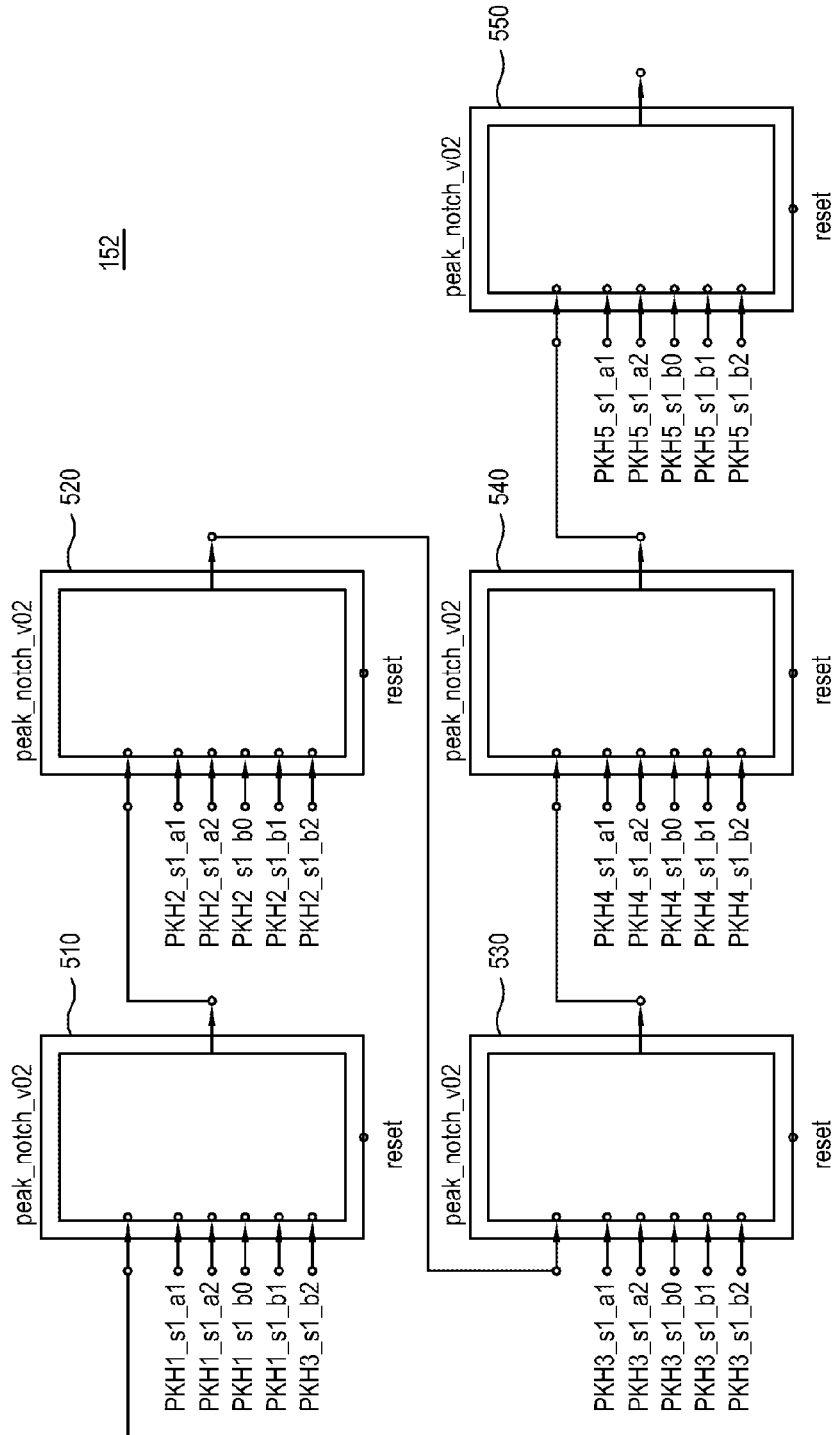 152
peak_notch_v02
510
PKH1_s1_a1
PKH1_s1_a2
PKH1_s1_b0
PKH1_s1_b1
PKH3_s1_b2
reset
peak_notch_v02
520
PKH2_s1_a1
PKH2_s1_a2
PKH2_s1_b0
PKH2_s1_b1
PKH2_s1_b2
reset
peak_notch_v02
530
PKH3_s1_a1
PKH3_s1_a2
PKH3_s1_b0
PKH3_s1_b1
PKH3_s1_b2
reset
peak_notch_v02
540
PKH4_s1_a1
PKH4_s1_a2
PKH4_s1_b0
PKH4_s1_b1
PKH4_s1_b2
reset
peak_notch_v02
550
PKH5_s1_a1
PKH5_s1_a2
PKH5_s1_b0
PKH5_s1_b1
PKH5_s1_b2
reset